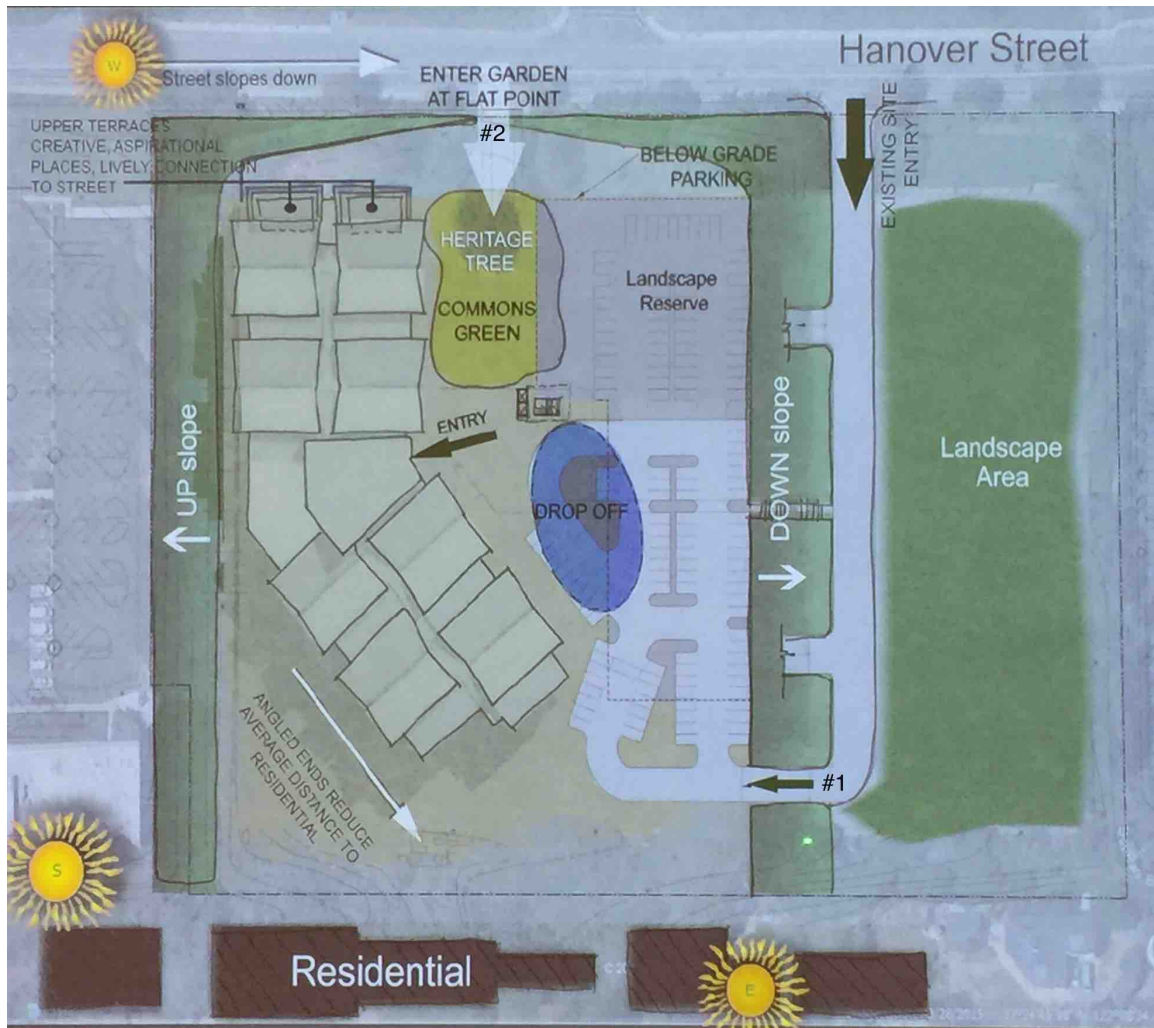 W
Street slopes down
ENTER GARDEN
AT FLAT POINT
Hanover Street
#2
EXISTING SITE
ENTRY
UPPER TERRACES
CREATIVE, ASPIRATIONAL
PLACES, LIVELY CONNECTION
TO STREET
BELOW GRADE
PARKING
HERITAGE
TREE
COMMONS
GREEN
Landscape
Reserve
ENTRY
UP slope
DOWN slope
Landscape
Area
DROP OFF
ANGLED ENDS REDUCE
AVERAGE DISTANCE TO
RESIDENTIAL
#1
S
Residential
E